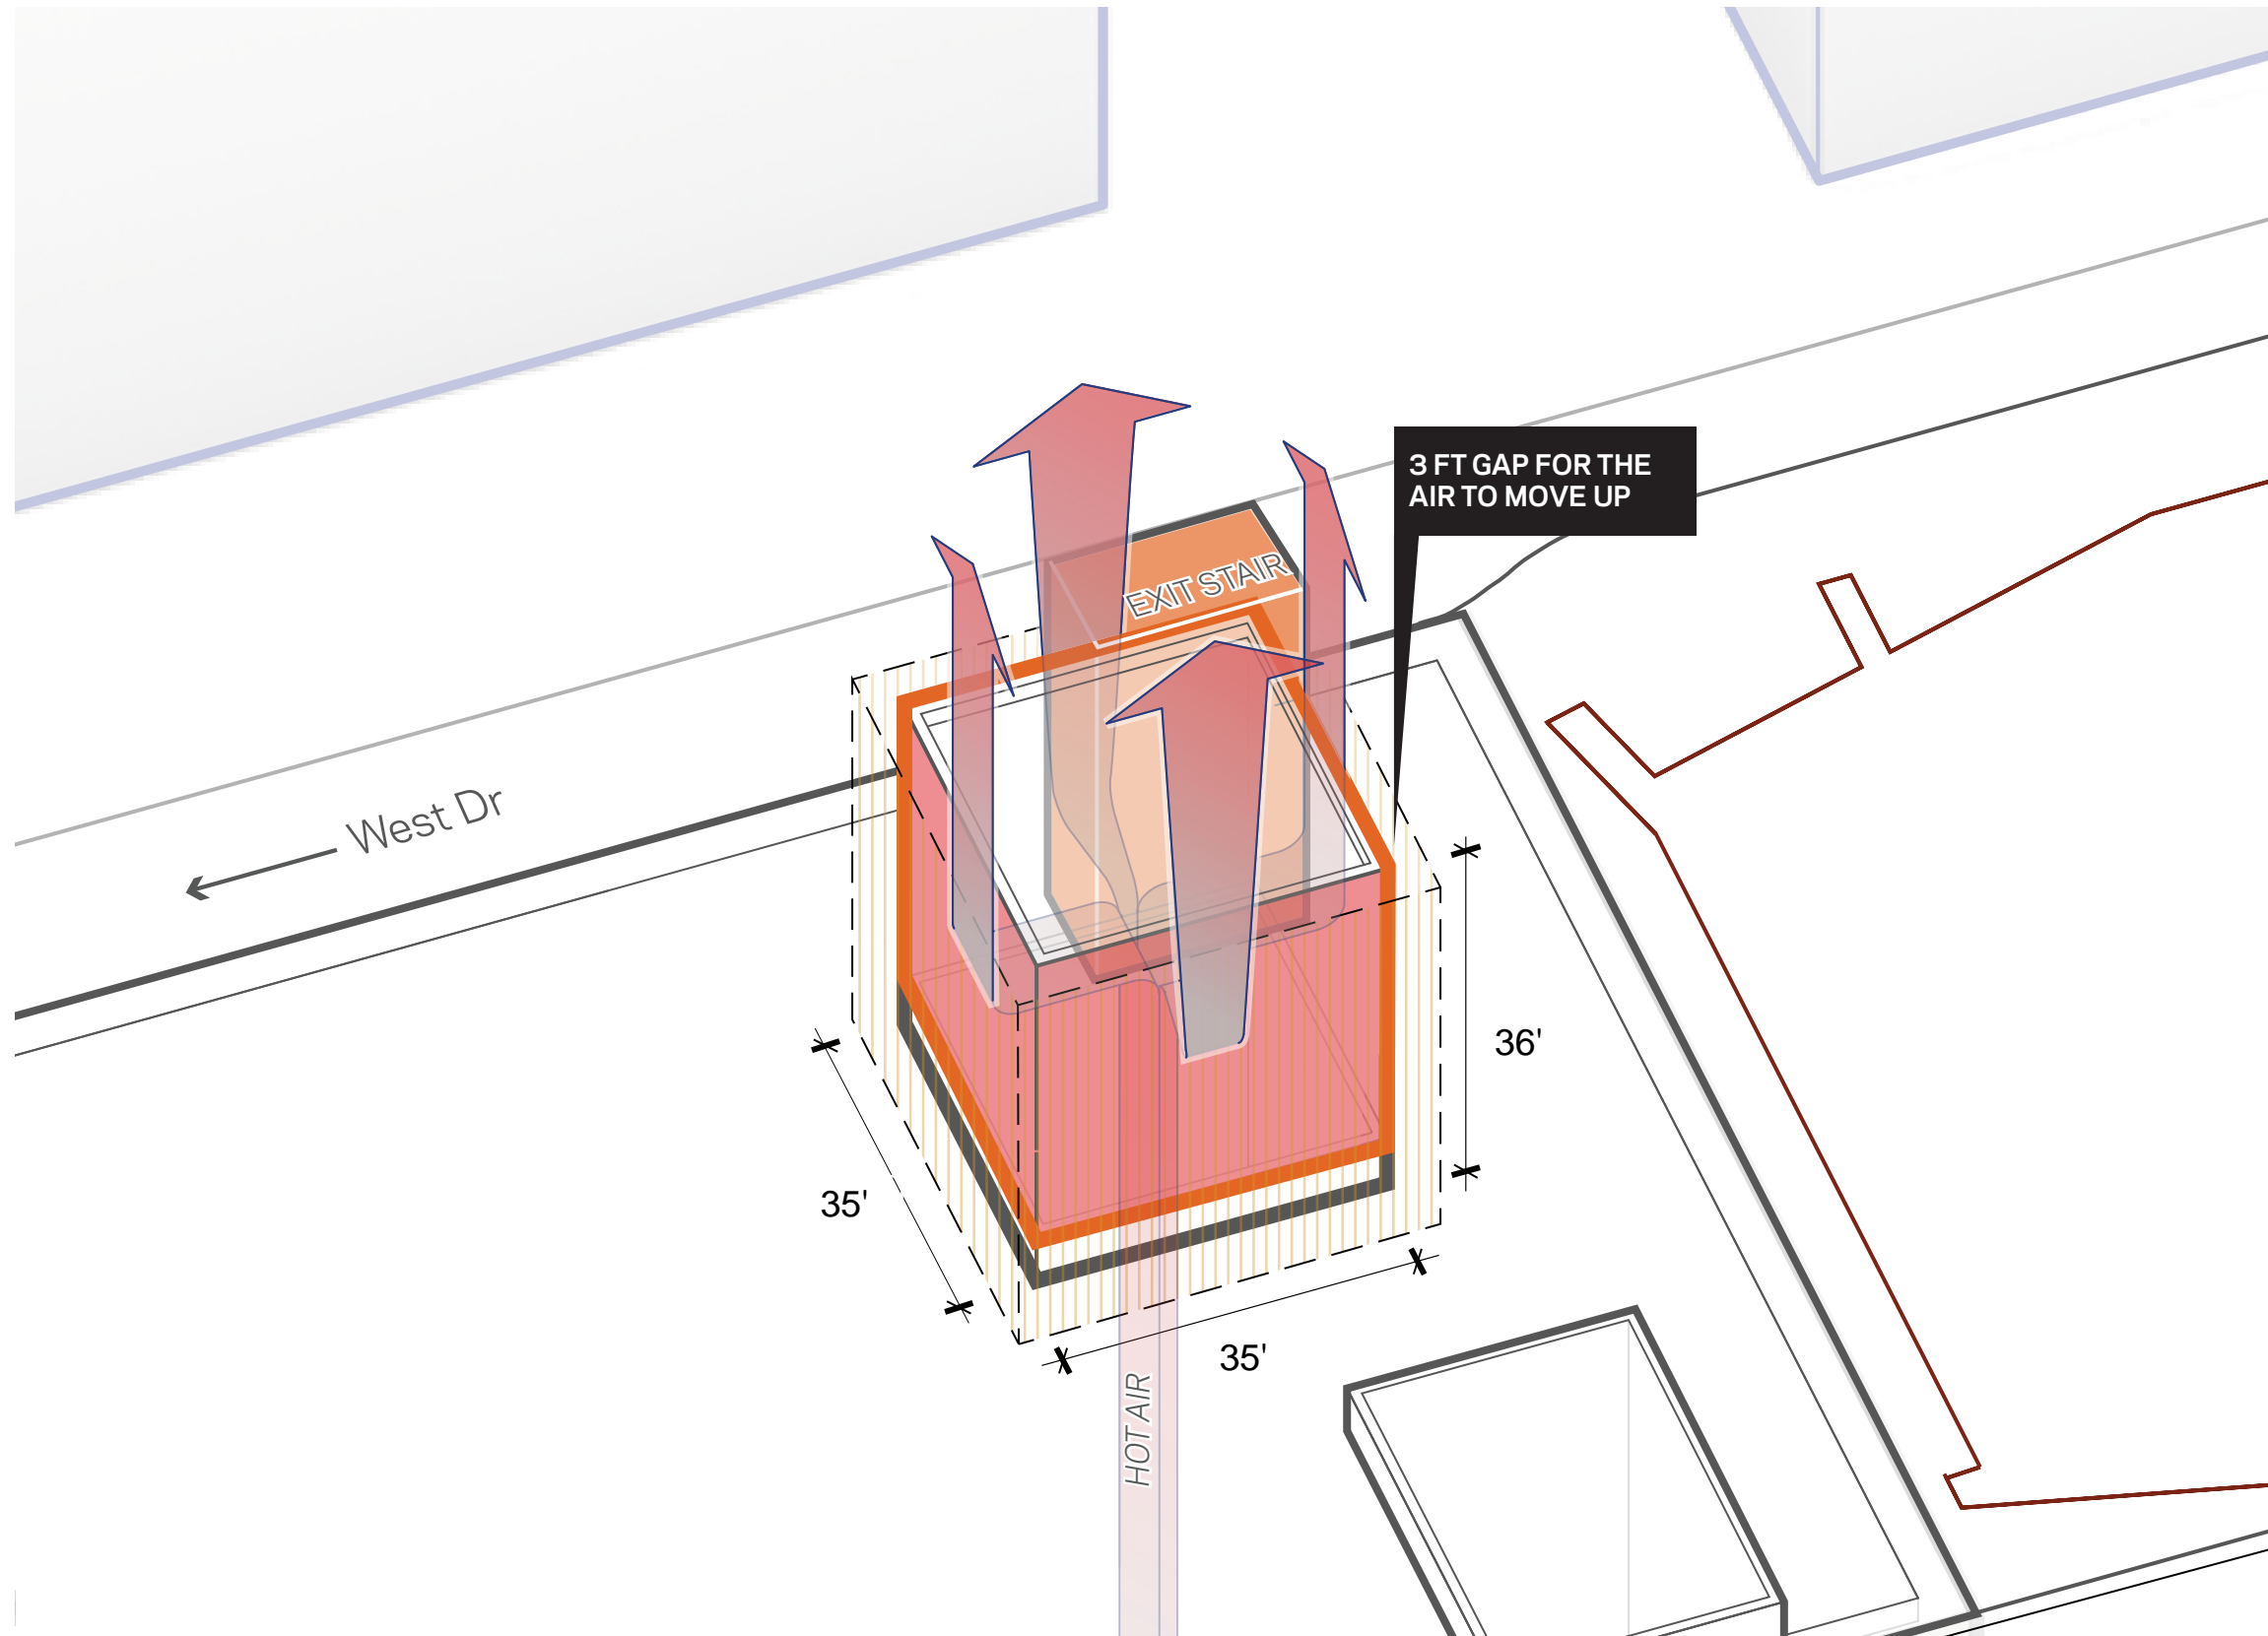 3 FT GAP FOR THE
AIR TO MOVE UP
EXIT STAIR
West Dr
36'
35'
35'
HOT AIR